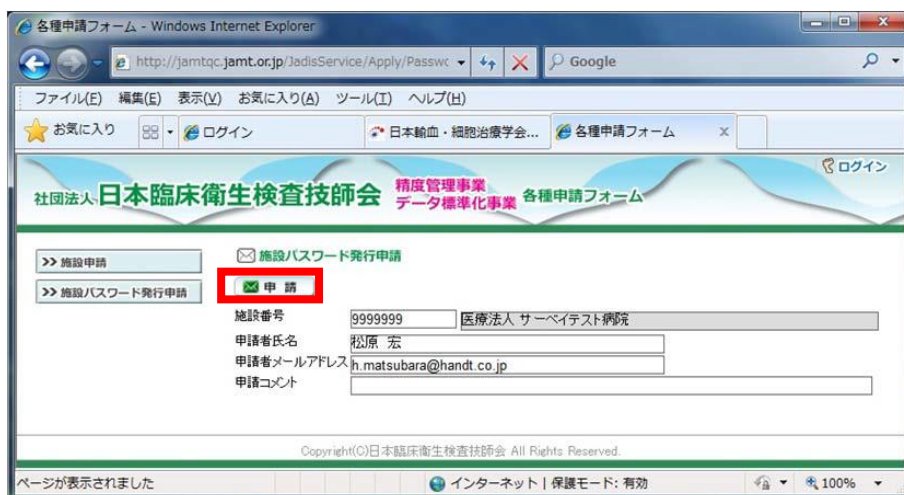 各種申請フォーム - Windows Internet Explorer
http://jamtqc.jamt.or.jp/JadisService/Apply/Passwc
Google
ファイル(F) 編集(E) 表示(V) お気に入り(A) ツール(T) ヘルプ(H)
お気に入り ログイン 日本輸血・細胞治療学会... 各種申請フォーム x
ログイン
社団法人 日本臨床衛生検査技師会 精度管理事業 データ標準化事業 各種申請フォーム
>> 施設申請
>> 施設パスワード発行申請
施設パスワード発行申請
申 請
施設番号 9999999 医療法人 サーベイテスト病院
申請者氏名 松原 宏
申請者メールアドレス h.matsubara@handt.co.jp
申請コメント
Copyright(C)日本臨床衛生検査技師会 All Rights Reserved.
ページが表示されました インターネット | 保護モード: 有効 100%